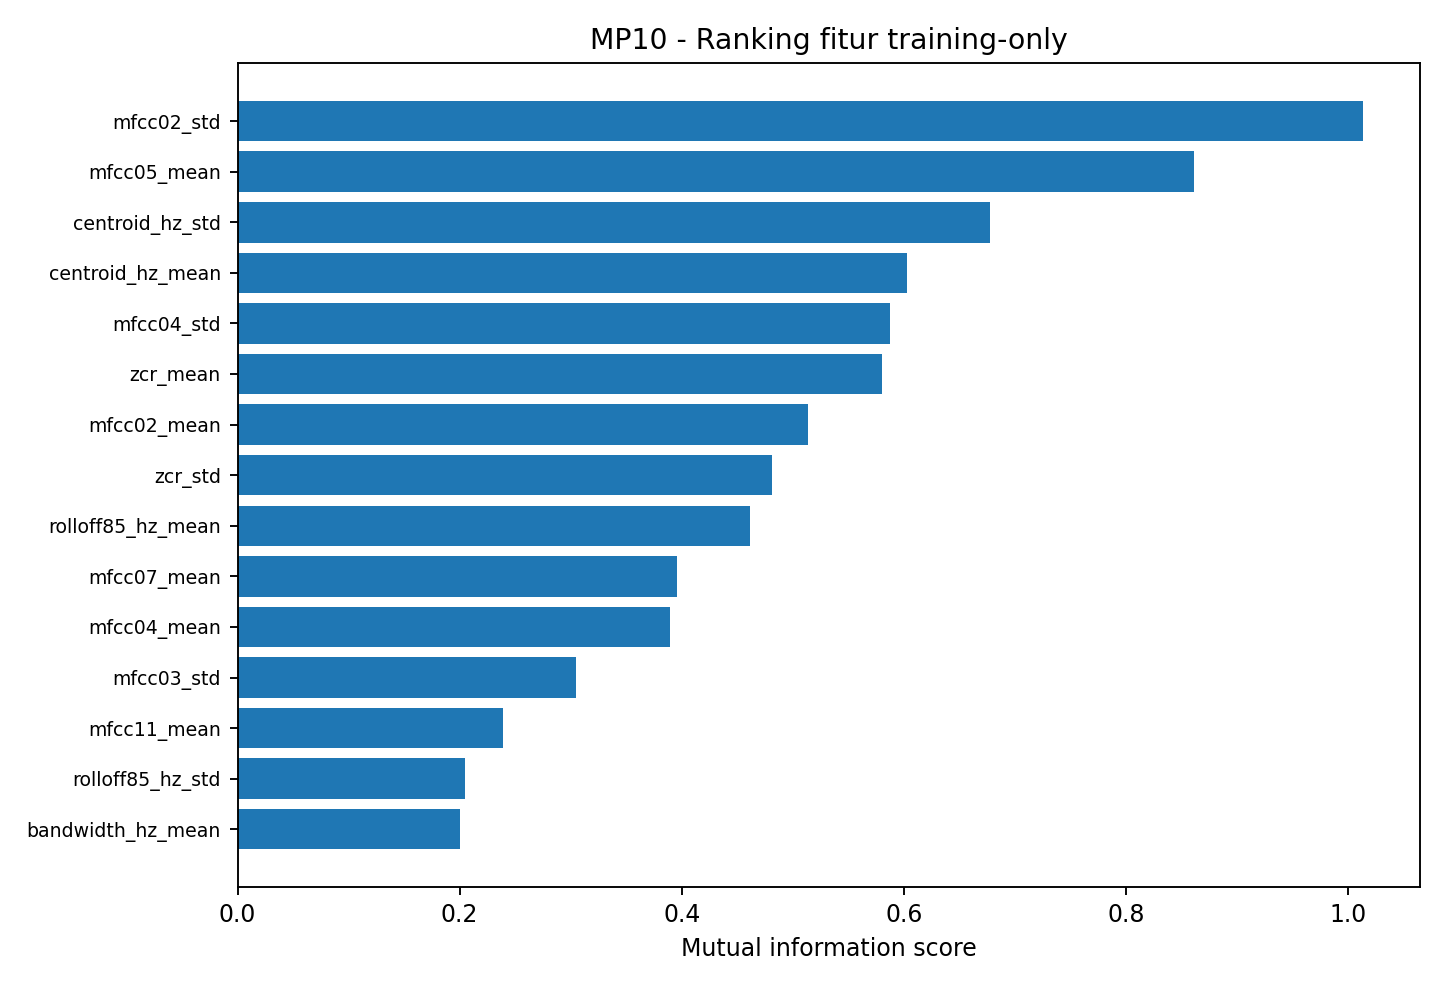 MP10 - Ranking fitur training-only
mfcc02_std
mfcc05_mean
centroid_hz_std
centroid_hz_mean
mfcc04_std
zcr_mean
mfcc02_mean
zcr_std
rolloff85_hz_mean
mfcc07_mean
mfcc04_mean
mfcc03_std
mfcc11_mean
rolloff85_hz_std
bandwidth_hz_mean
0.0 0.2 0.4 0.6 0.8 1.0
Mutual information score